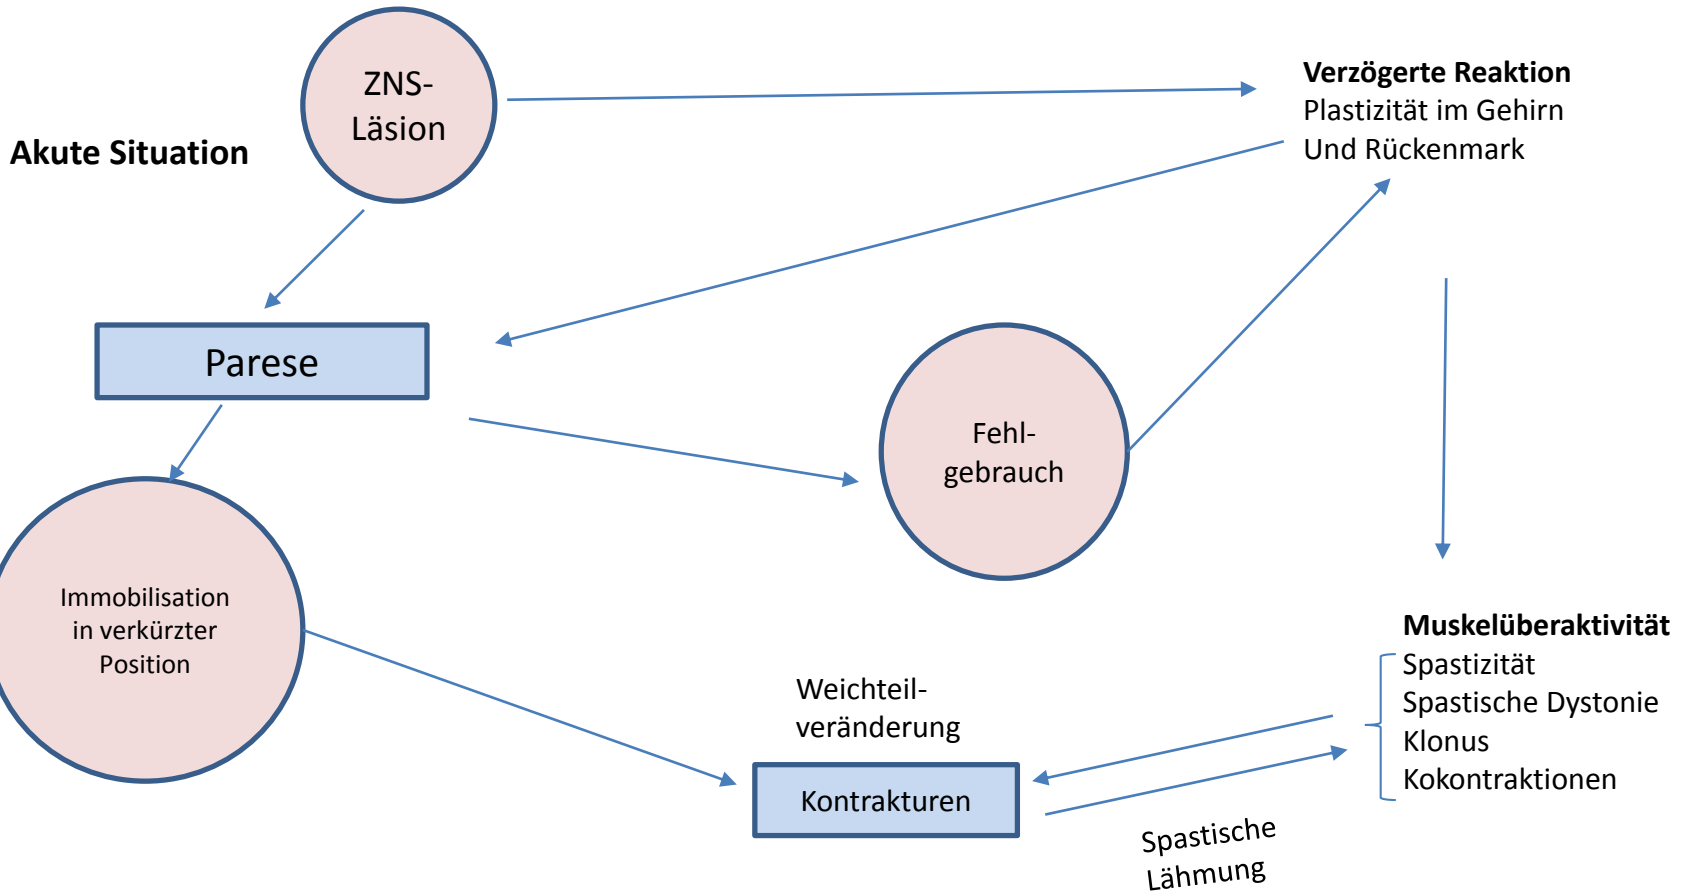 ZNS-
Läsion
Verzögerte Reaktion
Plastizität im Gehirn
Und Rückenmark
Akute Situation
Parese
Fehl-
gebrauch
Immobilisation
in verkürzter
Position
Muskelüberaktivität
Spastizität
Spastische Dystonie
Klonus
Kokontraktionen
Weichteil-
veränderung
Kontrakturen
Spastische
Lähmung